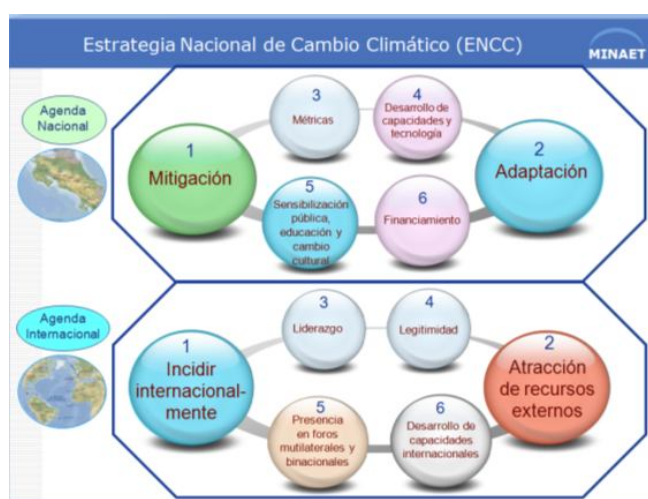 Estrategia Nacional de Cambio Climático (ENCC)
MINAET
Agenda
Nacional
1
Mitigación
3
Métricas
4
Desarrollo de
capacidades y
tecnología
2
Adaptación
5
Sensibilización
pública,
educación y
cambio
cultural
6
Financiamiento
Agenda
Internacional
1
Incidir
internacional-
mente
3
Liderazgo
4
Legitimidad
2
Atracción
de recursos
externos
5
Presencia
en foros
mutilaterales y
binacionales
6
Desarrollo de
capacidades
internacionales